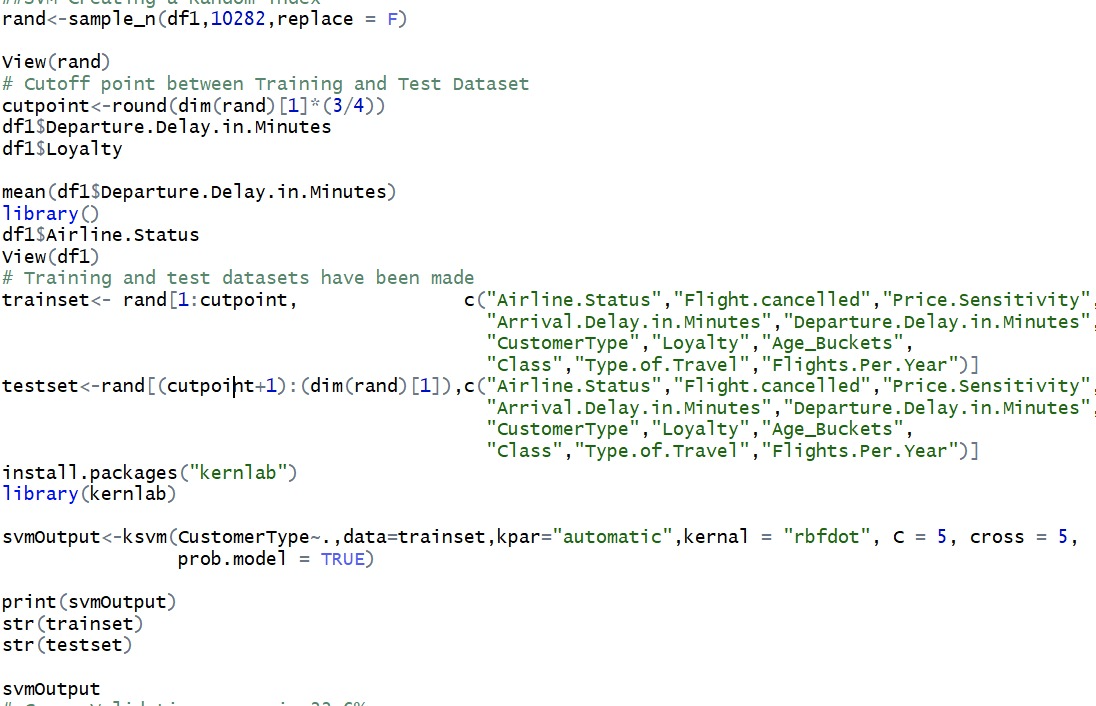 ##SVM Creating a Random Index
rand<-sample_n(df1,10282,replace = F)
View(rand)
# Cutoff point between Training and Test Dataset
cutpoint<-round(dim(rand)[1]*(3/4))
df1$Departure.Delay.in.Minutes
df1$Loyalty
mean(df1$Departure.Delay.in.Minutes)
library()
df1$Airline.Status
View(df1)
# Training and test datasets have been made
trainset<- rand[1:cutpoint, c("Airline.Status","Flight.cancelled","Price.Sensitivity",
"Arrival.Delay.in.Minutes","Departure.Delay.in.Minutes",
"CustomerType","Loyalty","Age_Buckets",
"Class","Type.of.Travel","Flights.Per.Year")]
testset<-rand[(cutpoint+1):(dim(rand)[1]),c("Airline.Status","Flight.cancelled","Price.Sensitivity",
"Arrival.Delay.in.Minutes","Departure.Delay.in.Minutes",
"CustomerType","Loyalty","Age_Buckets",
"Class","Type.of.Travel","Flights.Per.Year")]
install.packages("kernlab")
library(kernlab)
svmOutput<-ksvm(CustomerType~.,data=trainset,kpar="automatic",kernal = "rbfdot", C = 5, cross = 5,
prob.model = TRUE)
print(svmOutput)
str(trainset)
str(testset)
svmOutput